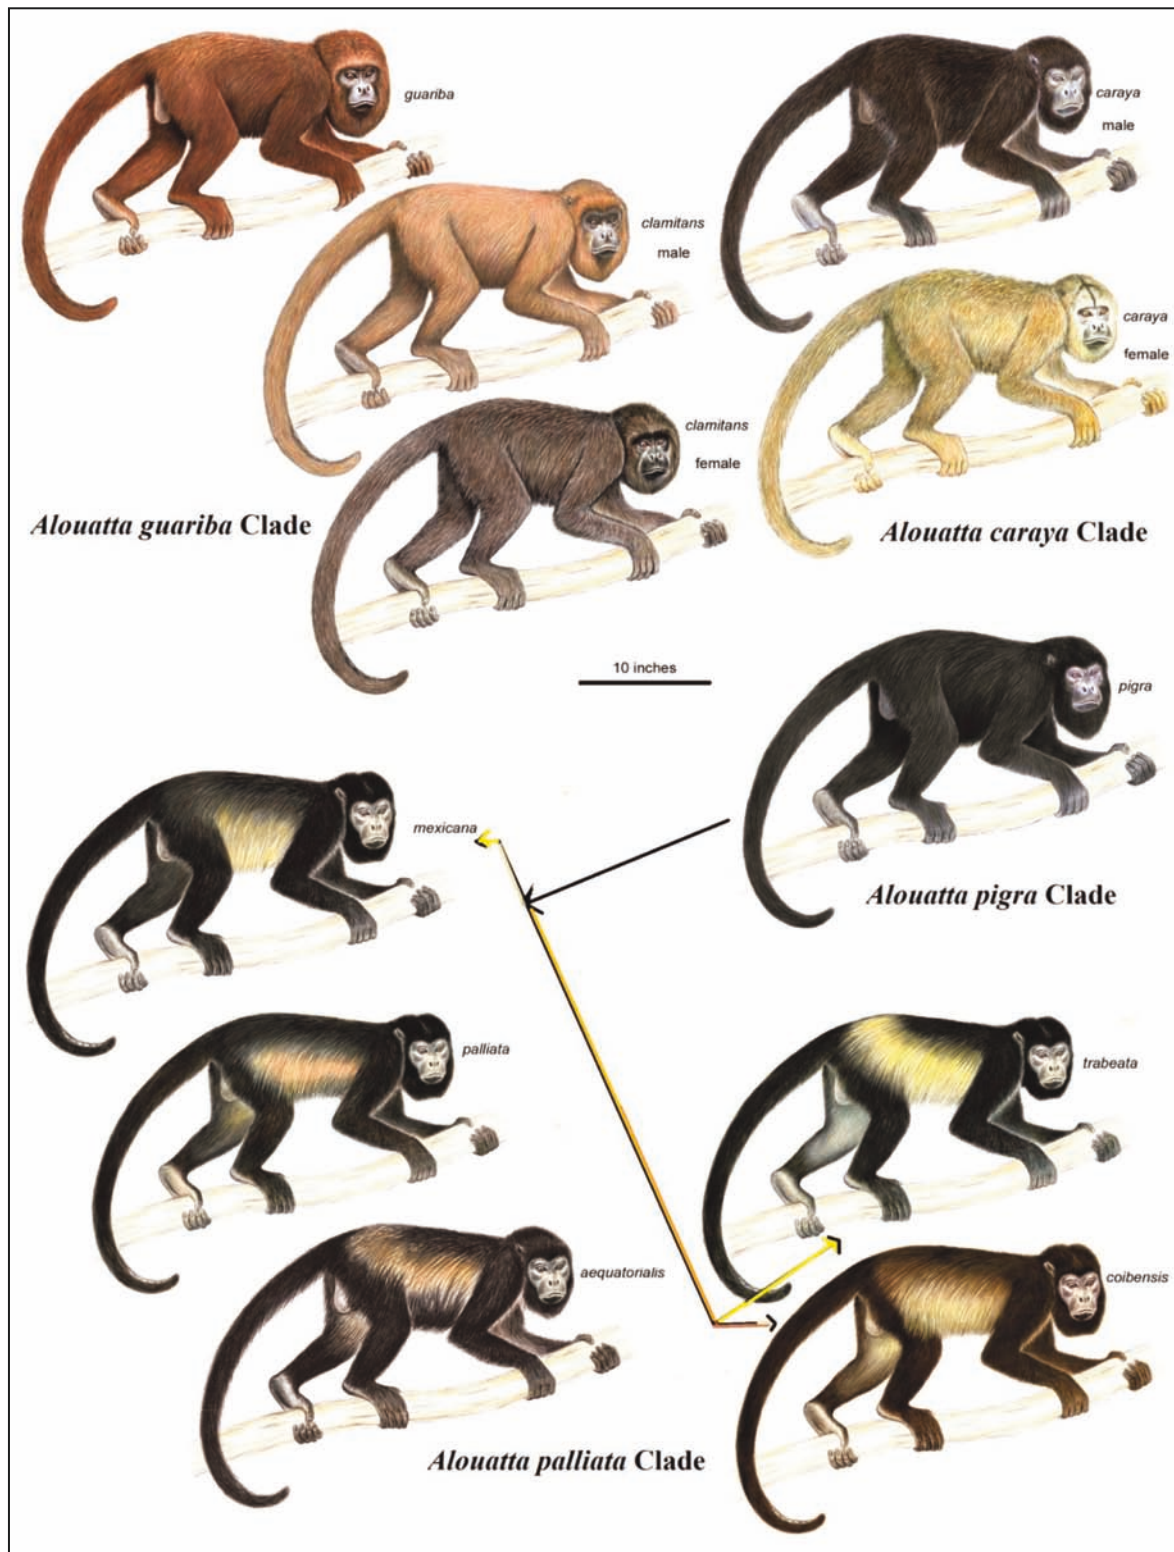 guariba
caraya
male
clamitans
male
caraya
female
clamitans
female
Alouatta guariba Clade
Alouatta caraya Clade
10 inches
pigra
mexicana
Alouatta pigra Clade
palliata
trabeata
aequatorialis
coibensis
Alouatta palliata Clade